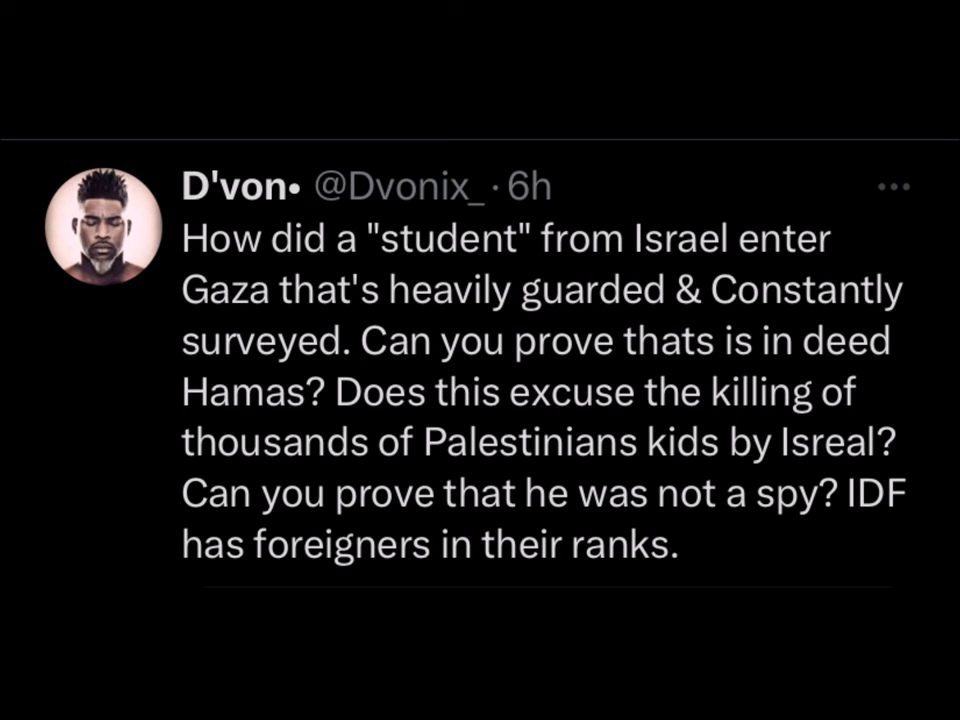 D'von• @Dvonix_ · 6h
How did a "student" from Israel enter
Gaza that's heavily guarded & Constantly
surveyed. Can you prove thats is in deed
Hamas? Does this excuse the killing of
thousands of Palestinians kids by Isreal?
Can you prove that he was not a spy? IDF
has foreigners in their ranks.